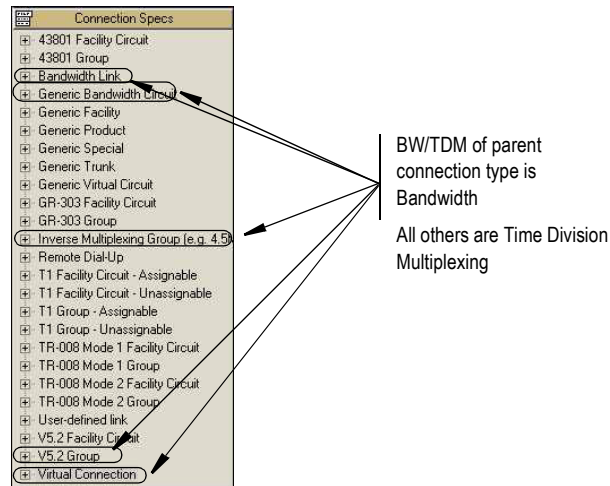 Connection Specs
43801 Facility Circuit
43801 Group
Bandwidth Link
Generic Bandwidth Circuit
Generic Facility
Generic Product
Generic Special
Generic Trunk
Generic Virtual Circuit
GR-303 Facility Circuit
GR-303 Group
Inverse Multiplexing Group (e.g. 4.5
Remote Dial-Up
T1 Facility Circuit - Assignable
T1 Facility Circuit - Unassignable
T1 Group - Assignable
T1 Group - Unassignable
TR-008 Mode 1 Facility Circuit
TR-008 Mode 1 Group
TR-008 Mode 2 Facility Circuit
TR-008 Mode 2 Group
User-defined link
V5.2 Facility Circuit
V5.2 Group
Virtual Connection
BW/TDM of parent
connection type is
Bandwidth
All others are Time Division
Multiplexing